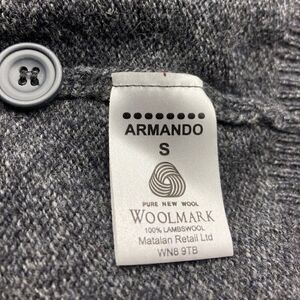 ARMANDO
S
PURE NEW WOOL
WOOLMARK
100% LAMBSWOOL
Matalan Retail Ltd
WN8 9TB